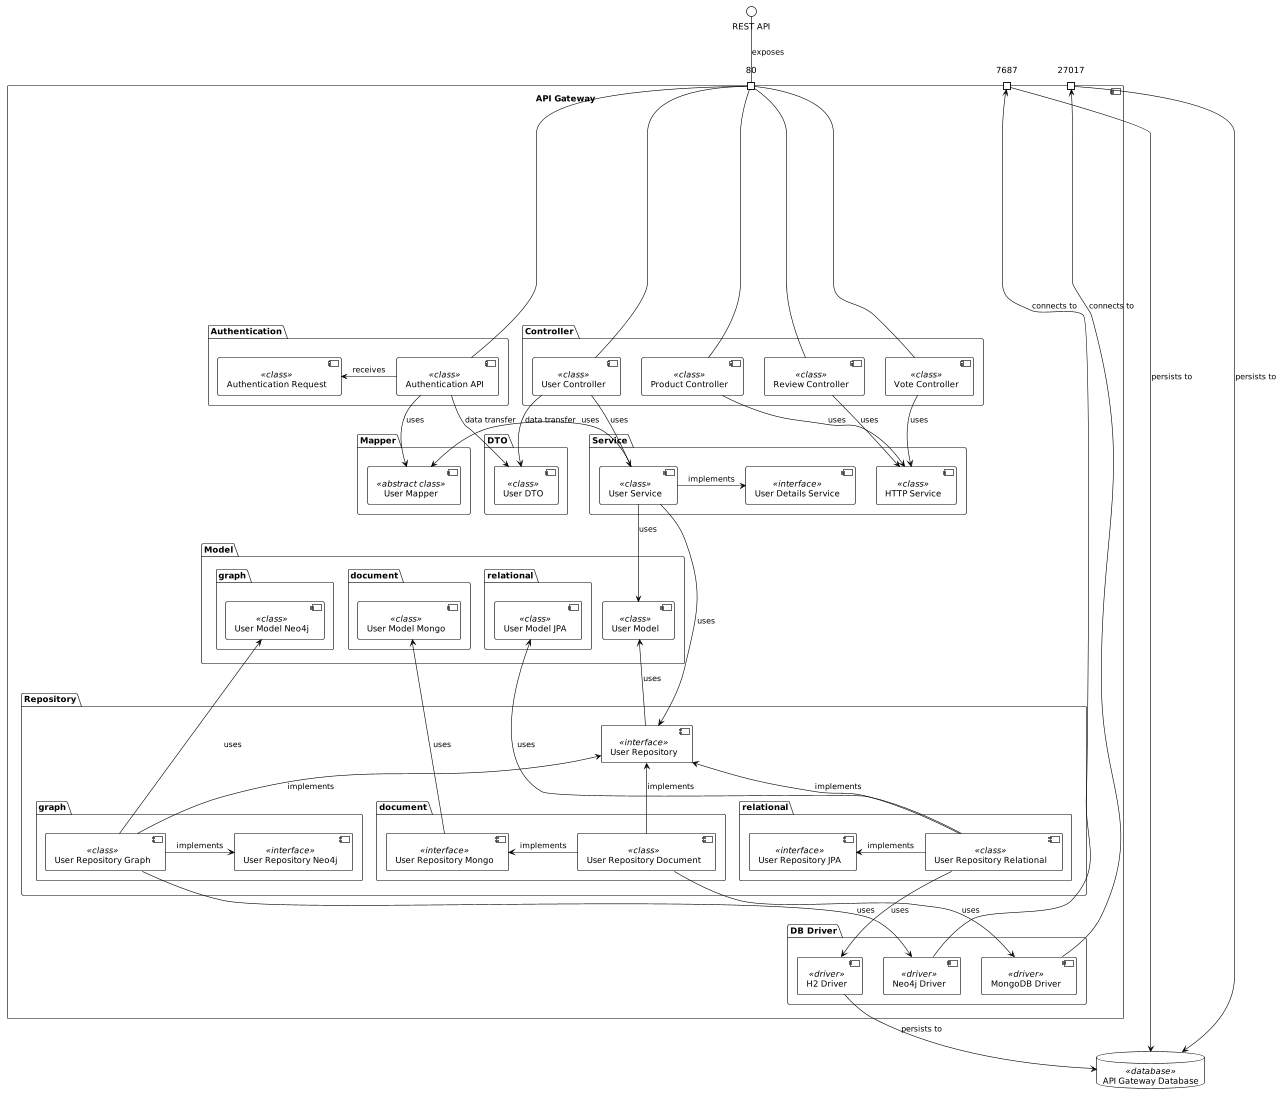 REST API
exposes
80
7687
27017
API Gateway
connects to
connects to
Authentication
Controller
«class»
Authentication Request
receives
«class»
Authentication API
«class»
User Controller
«class»
Product Controller
«class»
Review Controller
«class»
Vote Controller
persists to
persists to
uses
data transfer
data transfer
uses
uses
uses
uses
uses
Mapper
DTO
Service
«abstract class»
User Mapper
«class»
User DTO
«class»
User Service
implements
«interface»
User Details Service
«class»
HTTP Service
uses
Model
graph
document
relational
«class»
User Model Neo4j
«class»
User Model Mongo
«class»
User Model JPA
«class»
User Model
uses
uses
Repository
uses
uses
uses
«interface»
User Repository
implements
implements
implements
graph
document
relational
«class»
User Repository Graph
implements
«interface»
User Repository Neo4j
«interface»
User Repository Mongo
implements
«class»
User Repository Document
«interface»
User Repository JPA
implements
«class»
User Repository Relational
uses
uses
uses
DB Driver
«driver»
H2 Driver
«driver»
Neo4j Driver
«driver»
MongoDB Driver
persists to
«database»
API Gateway Database